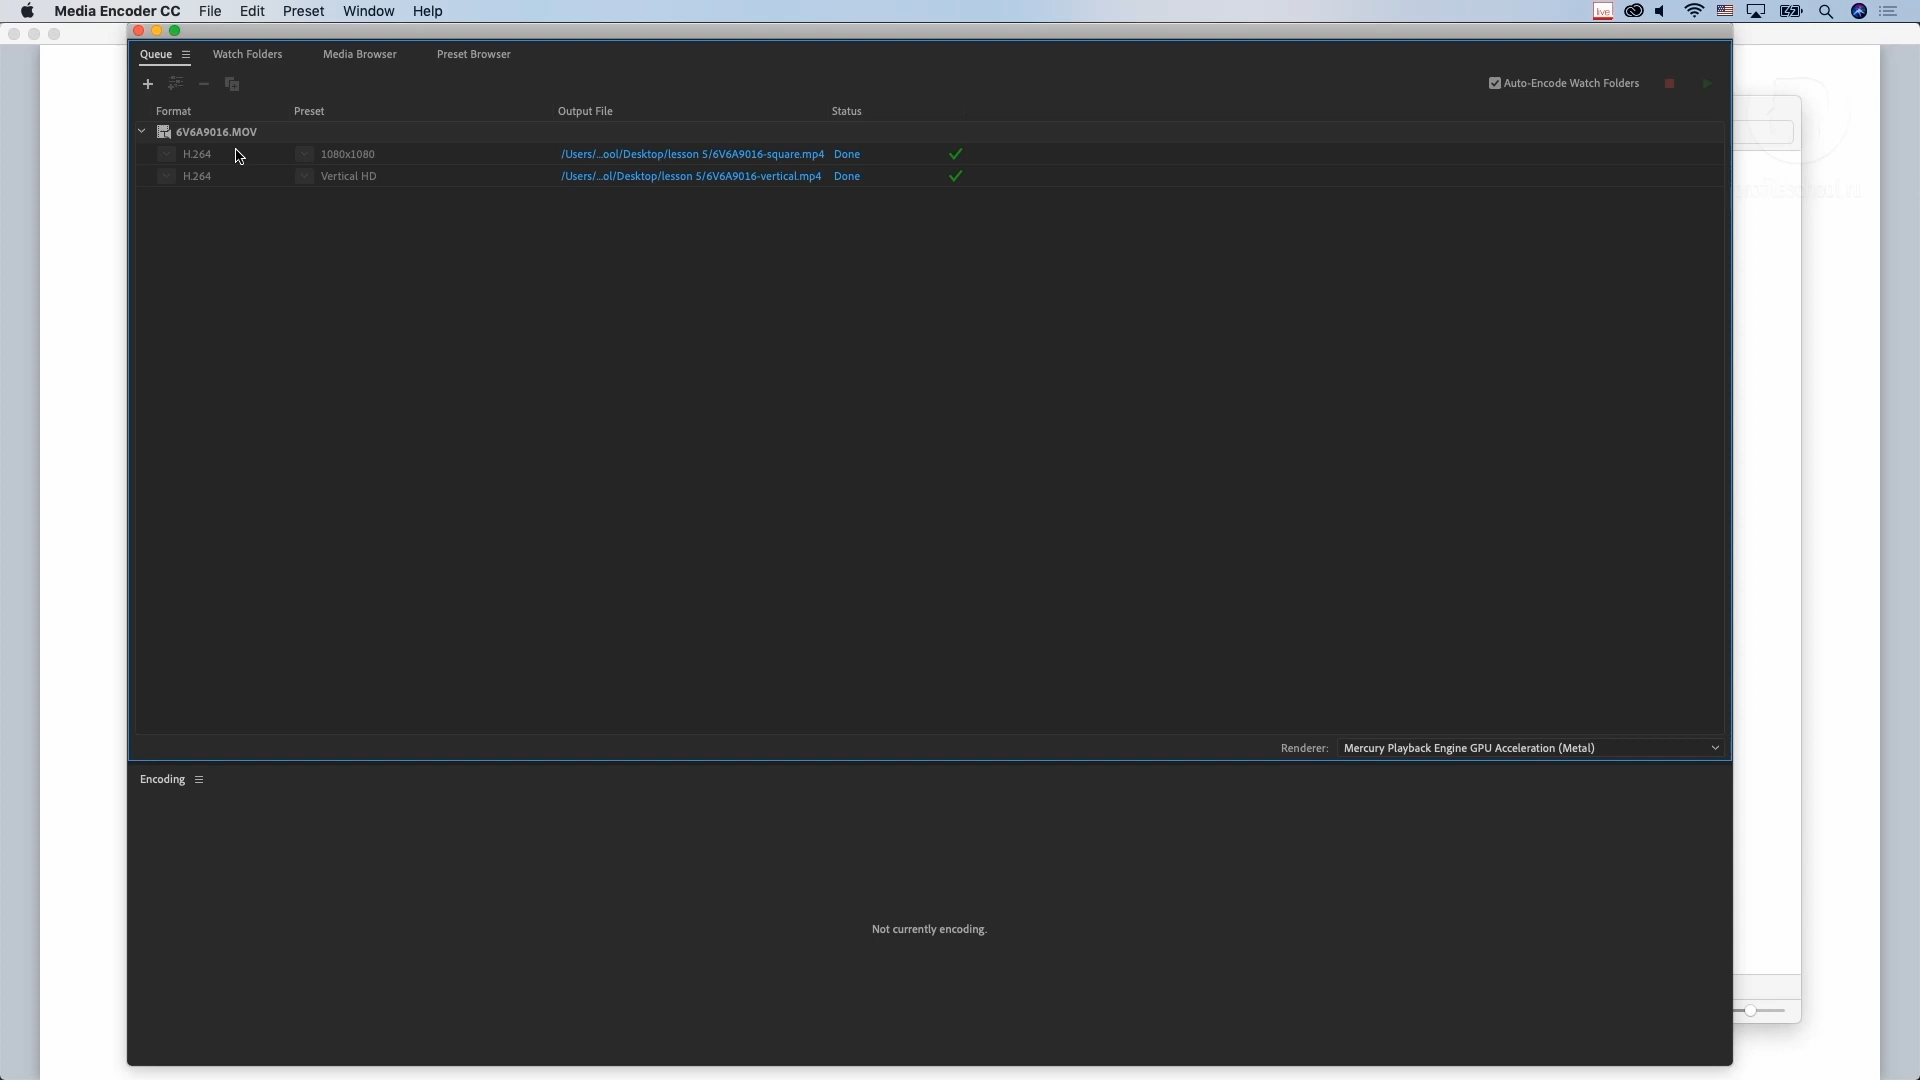 Media Encoder CC File Edit Preset Window Help
live
Queue Watch Folders Media Browser Preset Browser
Auto-Encode Watch Folders
Format Preset Output File Status
6V6A9016.MOV
H.264 1080x1080 /Users/...ool/Desktop/lesson 5/6V6A9016-square.mp4 Done
H.264 Vertical HD /Users/...ol/Desktop/lesson 5/6V6A9016-vertical.mp4 Done
Renderer: Mercury Playback Engine GPU Acceleration (Metal)
Encoding
Not currently encoding.